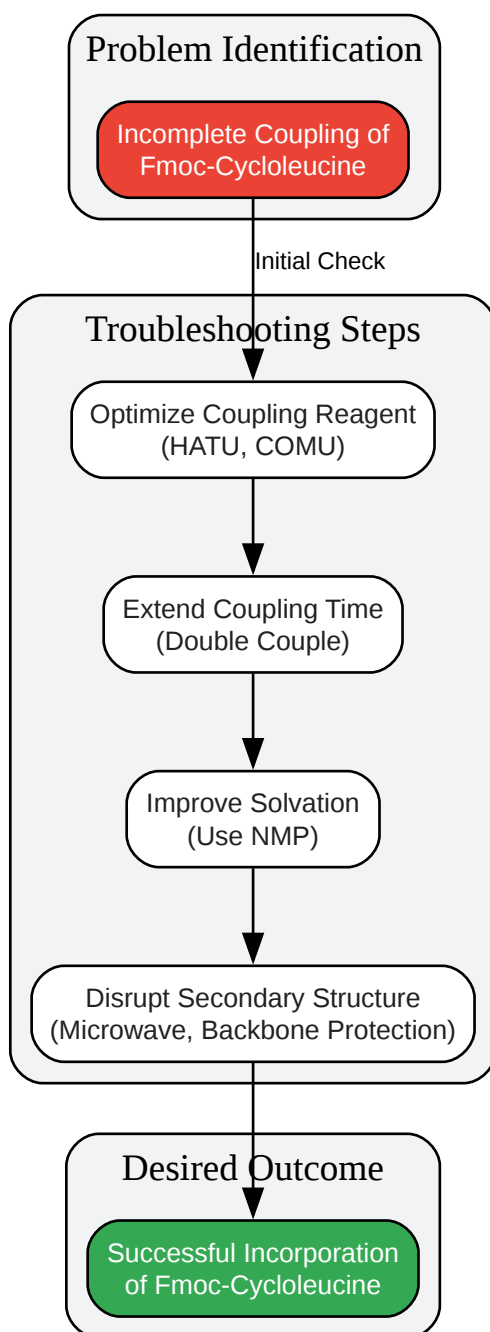 Problem Identification
Incomplete Coupling of
Fmoc-Cycloleucine
Initial Check
Troubleshooting Steps
Optimize Coupling Reagent
(HATU, COMU)
Extend Coupling Time
(Double Couple)
Improve Solvation
(Use NMP)
Disrupt Secondary Structure
(Microwave, Backbone Protection)
Desired Outcome
Successful Incorporation
of Fmoc-Cycloleucine